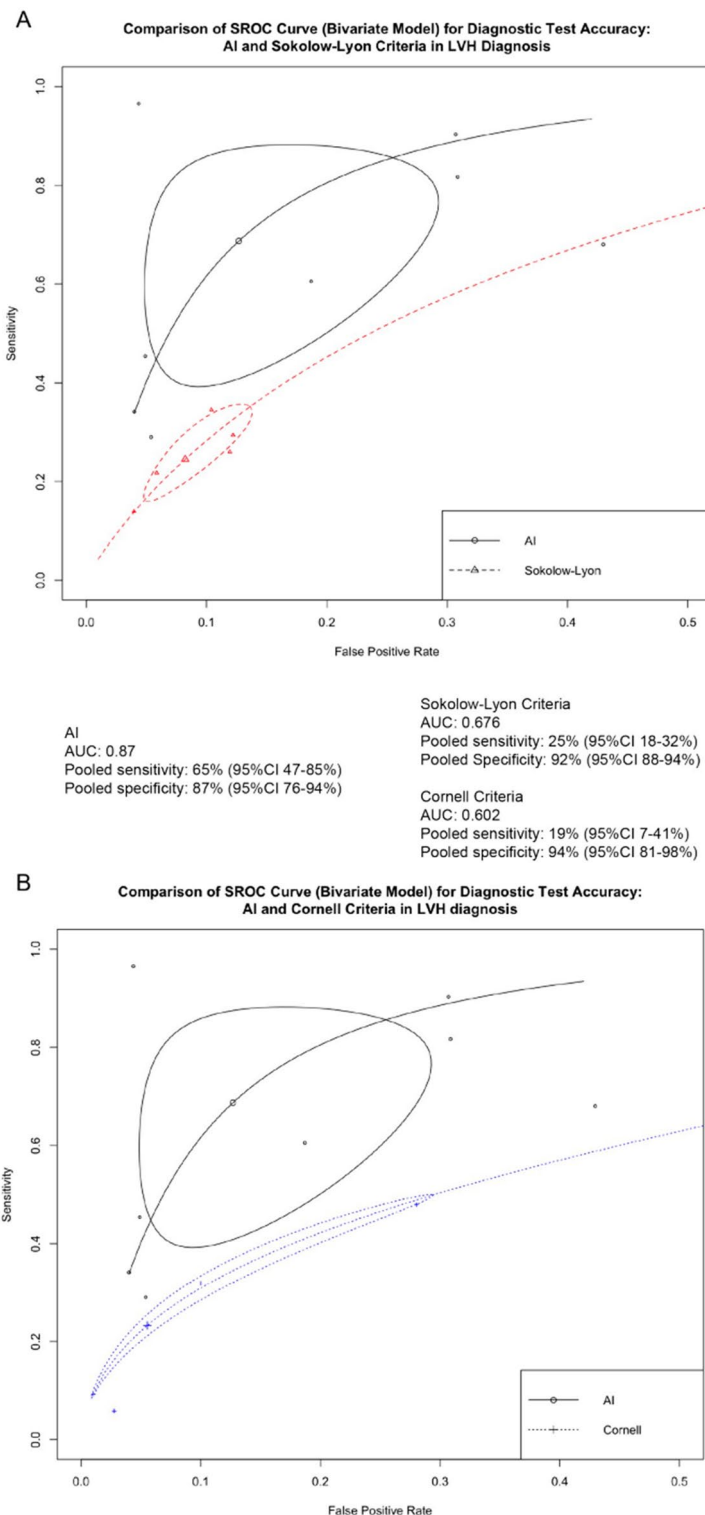 A
Comparison of SROC Curve (Bivariate Model) for Diagnostic Test Accuracy:
AI and Sokolow-Lyon Criteria in LVH Diagnosis
1.0
0.8
0.6
0.4
0.2
0.0
Sensitivity
AI
Sokolow-Lyon
0.0 0.1 0.2 0.3 0.4 0.5
False Positive Rate
AI
AUC: 0.87
Pooled sensitivity: 65% (95%CI 47-85%)
Pooled specificity: 87% (95%CI 76-94%)
Sokolow-Lyon Criteria
AUC: 0.676
Pooled sensitivity: 25% (95%CI 18-32%)
Pooled Specificity: 92% (95%CI 88-94%)
Cornell Criteria
AUC: 0.602
Pooled sensitivity: 19% (95%CI 7-41%)
Pooled specificity: 94% (95%CI 81-98%)
B
Comparison of SROC Curve (Bivariate Model) for Diagnostic Test Accuracy:
AI and Cornell Criteria in LVH diagnosis
1.0
0.8
0.6
0.4
0.2
0.0
Sensitivity
AI
Cornell
0.0 0.1 0.2 0.3 0.4 0.5
False Positive Rate